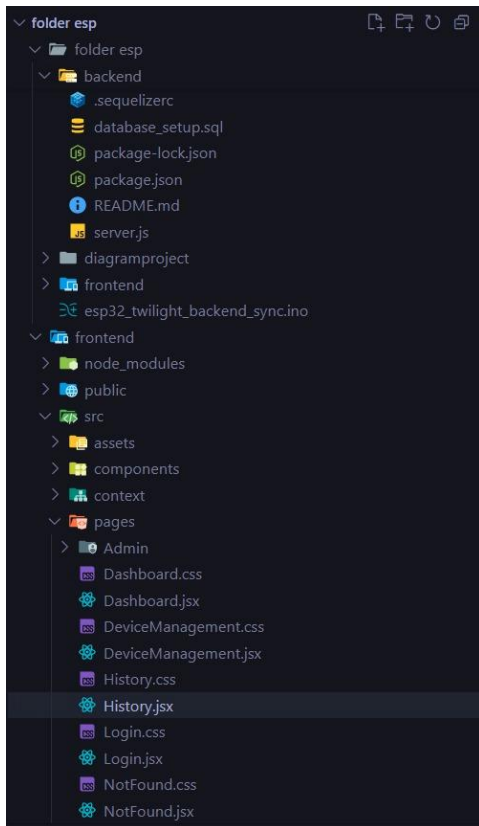 folder esp
folder esp
backend
.sequelizerc
database_setup.sql
package-lock.json
package.json
README.md
server.js
diagramproject
frontend
esp32_twilight_backend_sync.ino
frontend
node_modules
public
src
assets
components
context
pages
Admin
Dashboard.css
Dashboard.jsx
DeviceManagement.css
DeviceManagement.jsx
History.css
History.jsx
Login.css
Login.jsx
NotFound.css
NotFound.jsx